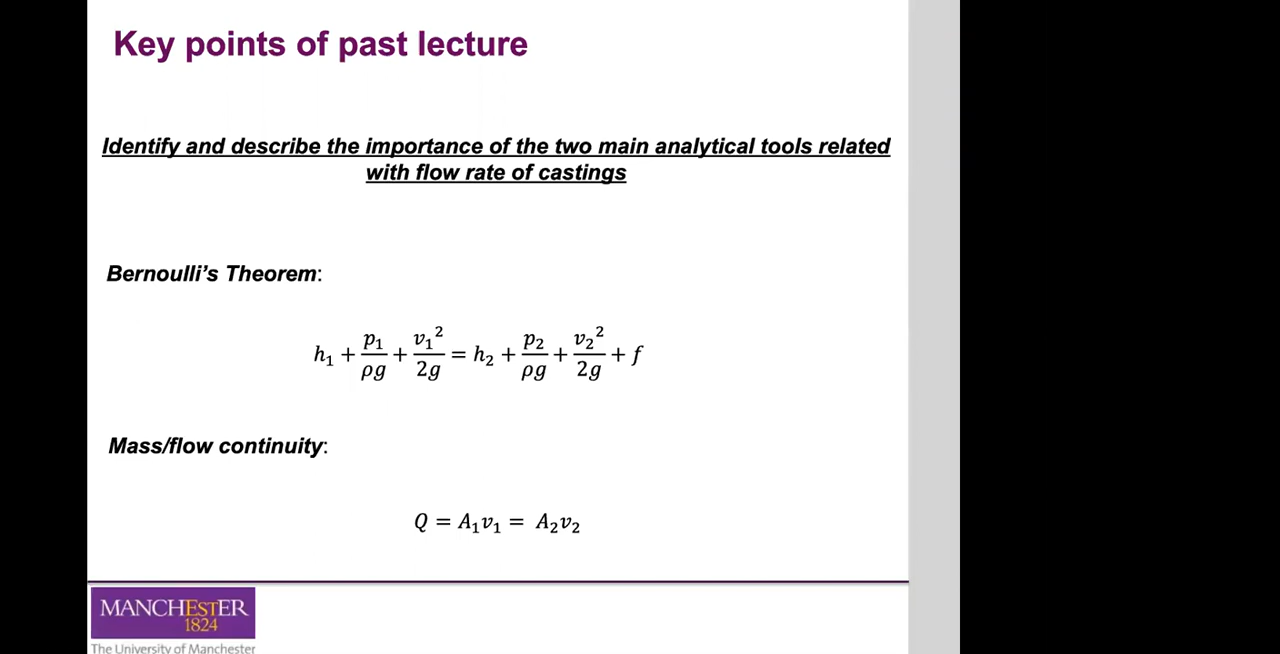 Key points of past lecture
Identify and describe the importance of the two main analytical tools related
with flow rate of castings
Bernoulli’s Theorem:
h₁ + p₁/ρg + v₁²/2g = h₂ + p₂/ρg + v₂²/2g + f
Mass/flow continuity:
Q = A₁v₁ = A₂v₂
MANCHESTER
1824
The University of Manchester